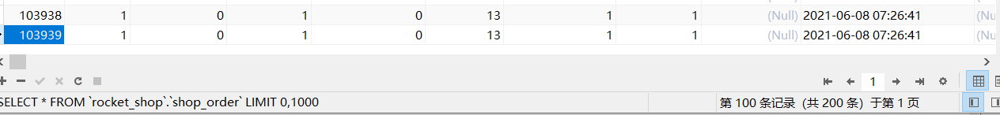 103938 1 0 1 0 13 1 1 (Null) 2021-06-08 07:26:41
103939 1 0 1 0 13 1 1 (Null) 2021-06-08 07:26:41 (Nu
1
SELECT * FROM `rocket_shop`.`shop_order` LIMIT 0,1000 第 100 条记录（共 200 条）于第 1 页